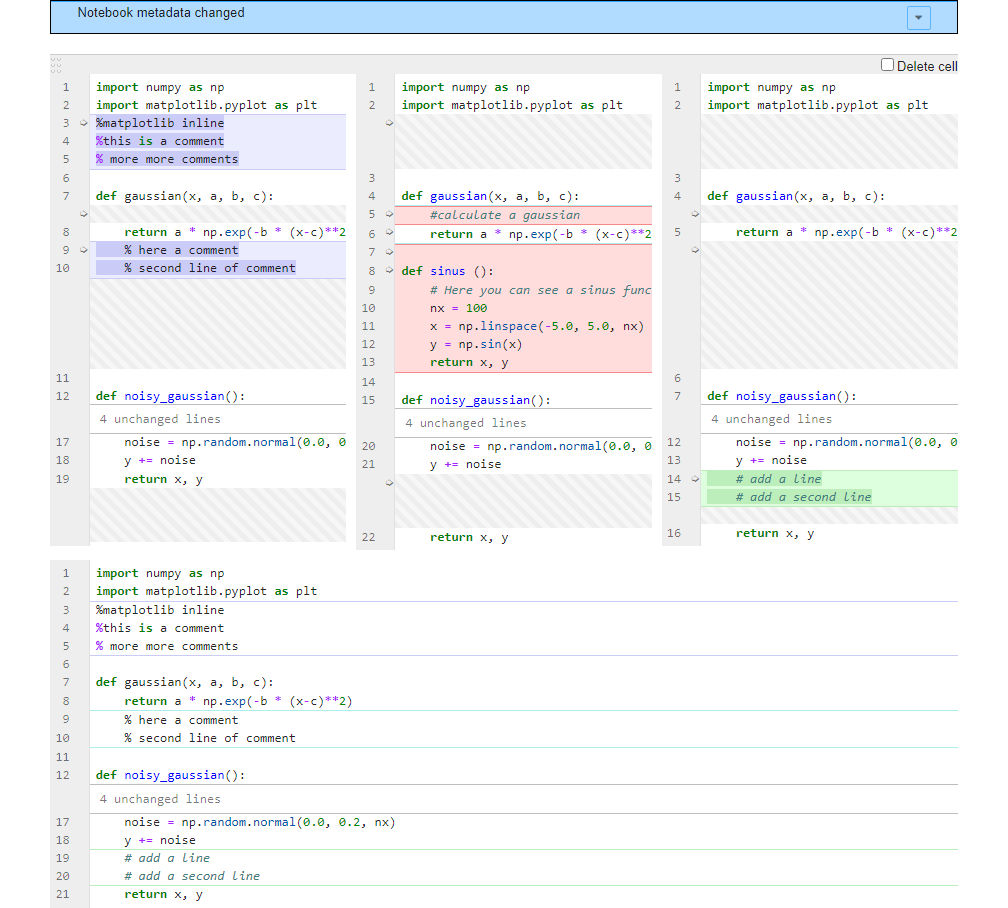 Notebook metadata changed
Delete cell
1 import numpy as np
2 import matplotlib.pyplot as plt
3 %matplotlib inline
4 %this is a comment
5 % more more comments
6
7 def gaussian(x, a, b, c):
8 return a * np.exp(-b * (x-c)**2
9 % here a comment
10 % second line of comment
11
12 def noisy_gaussian():
4 unchanged lines
17 noise = np.random.normal(0.0, 0
18 y += noise
19 return x, y
1 import numpy as np
2 import matplotlib.pyplot as plt
3
4 def gaussian(x, a, b, c):
5 #calculate a gaussian
6 return a * np.exp(-b * (x-c)**2
7
8 def sinus ():
9 # Here you can see a sinus func
10 nx = 100
11 x = np.linspace(-5.0, 5.0, nx)
12 y = np.sin(x)
13 return x, y
14
15 def noisy_gaussian():
4 unchanged lines
20 noise = np.random.normal(0.0, 0
21 y += noise
22 return x, y
1 import numpy as np
2 import matplotlib.pyplot as plt
3
4 def gaussian(x, a, b, c):
5 return a * np.exp(-b * (x-c)**2
6
7 def noisy_gaussian():
4 unchanged lines
12 noise = np.random.normal(0.0, 0
13 y += noise
14 # add a line
15 # add a second line
16 return x, y
1 import numpy as np
2 import matplotlib.pyplot as plt
3 %matplotlib inline
4 %this is a comment
5 % more more comments
6
7 def gaussian(x, a, b, c):
8 return a * np.exp(-b * (x-c)**2)
9 % here a comment
10 % second line of comment
11
12 def noisy_gaussian():
4 unchanged lines
17 noise = np.random.normal(0.0, 0.2, nx)
18 y += noise
19 # add a line
20 # add a second line
21 return x, y